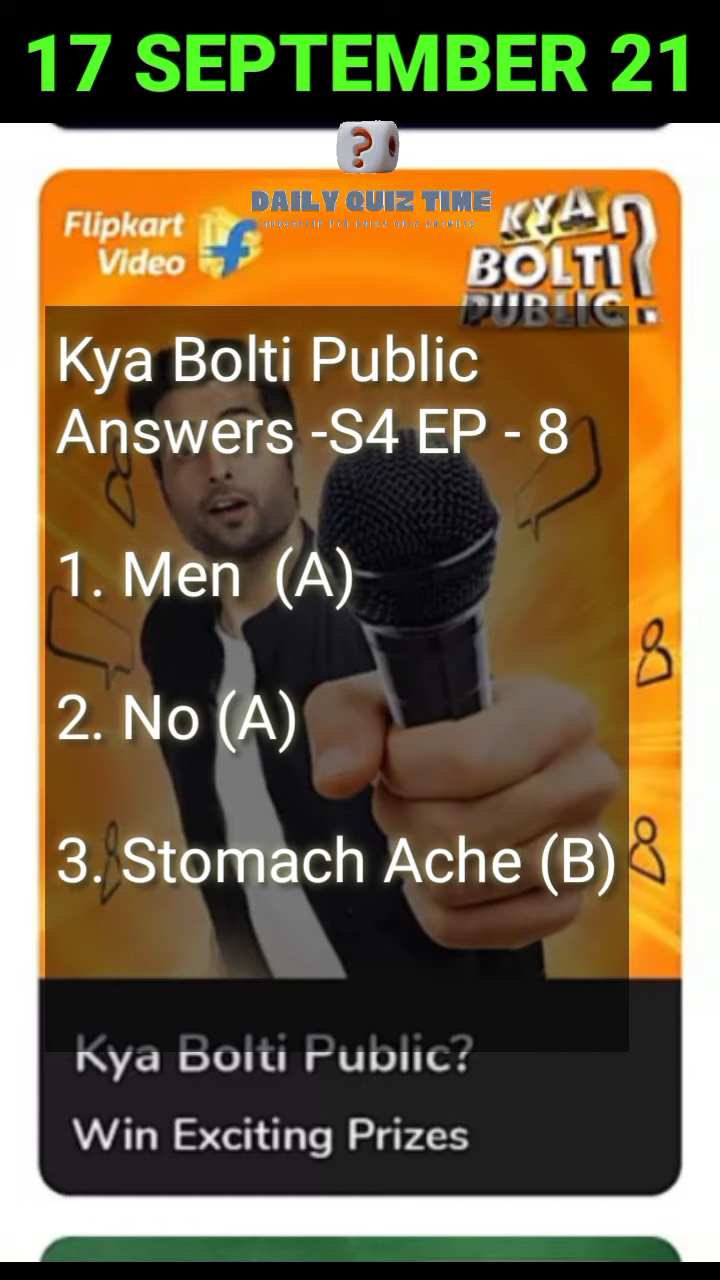 17 SEPTEMBER 21
DAILY QUIZ TIME
Flipkart
Video
KYA
BOLTI
PUBLIC?
Kya Bolti Public
Answers -S4 EP - 8
1. Men (A)
2. No (A)
3. Stomach Ache (B)
Kya Bolti Public?
Win Exciting Prizes